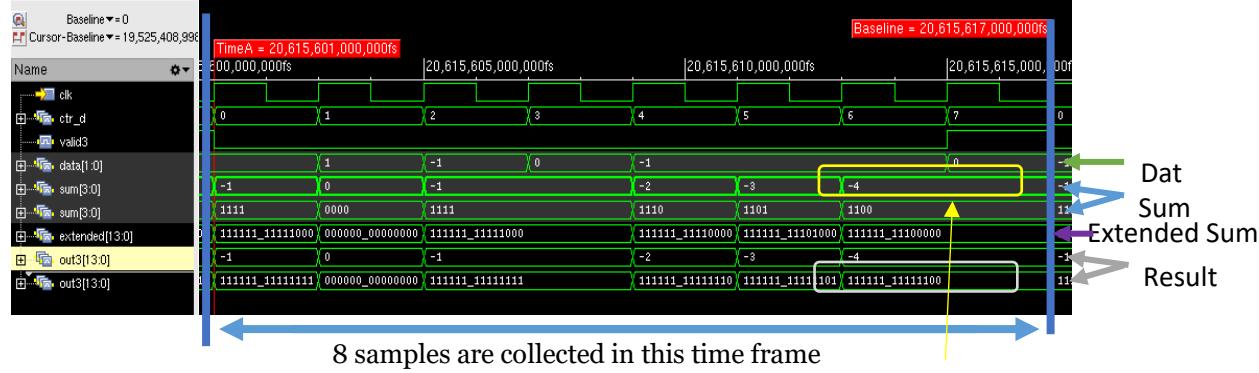 Baseline▼= 0
Cursor-Baseline▼= 19,525,408,998
Baseline = 20,615,617,000,000fs
TimeA = 20,615,601,000,000fs
Name
00,000,000fs 20,615,605,000,000fs 20,615,610,000,000fs 20,615,615,000,
clk
ctr_d 0 1 2 3 4 5 6 7 0
valid3
data[1:0] 1 -1 0 -1 0
Dat
sum[3:0] -1 0 -1 -2 -3 -4
Sum
sum[3:0] 1111 0000 1111 1110 1101 1100 11
extended[13:0] 111111_11111000 000000_00000000 111111_11111000 111111_11110000 111111_11101000 111111_11100000
Extended Sum
out3[13:0] -1 0 -1 -2 -3 -4
Result
out3[13:0] 111111_11111111 000000_00000000 111111_11111111 111111_11111110 111111_11111101 111111_11111100
8 samples are collected in this time frame